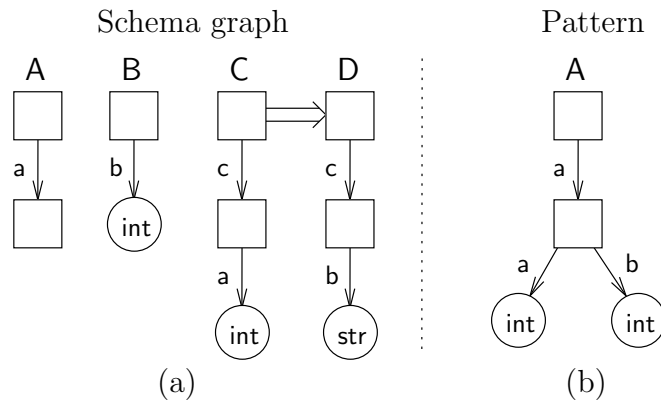 Schema graph Pattern
A B C D A
a b c c a
int
a b a b
int str int int
(a) (b)